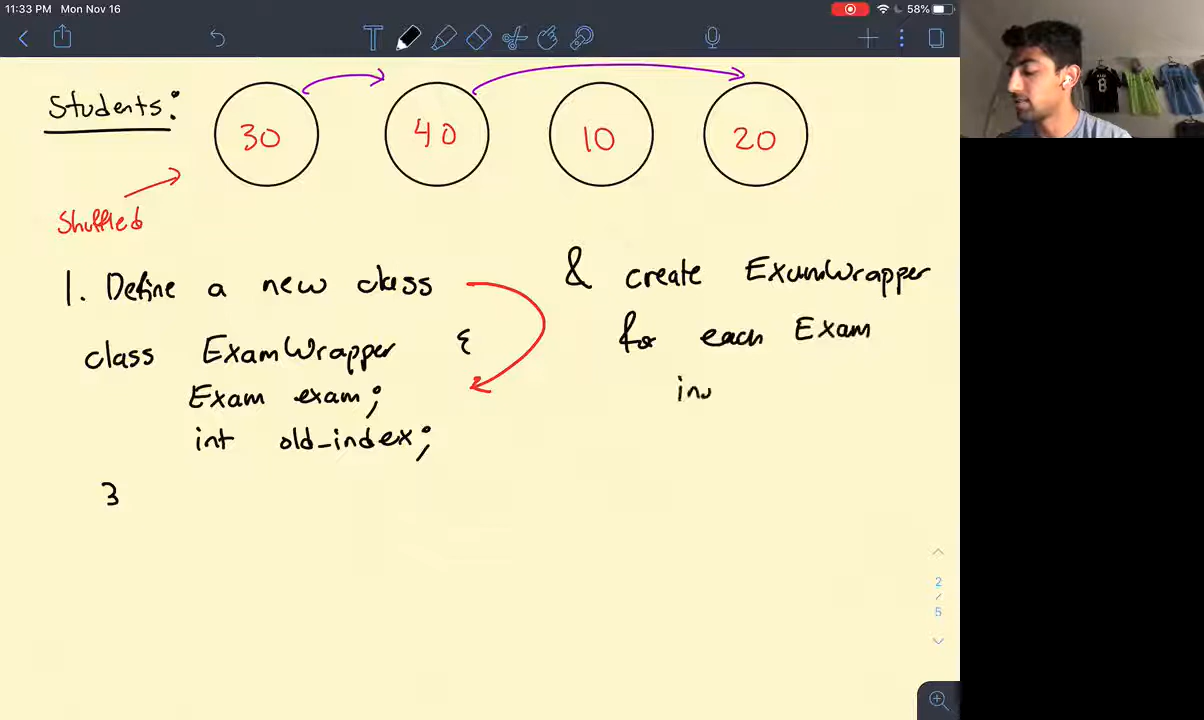 11:33 PM Mon Nov 16
58%
T
Students:
30
40
10
20
Shuffled
1. Define a new class
& create ExamWrapper
for each Exam
class ExamWrapper {
Exam exam;
int old_index;
}
8
2
/
5